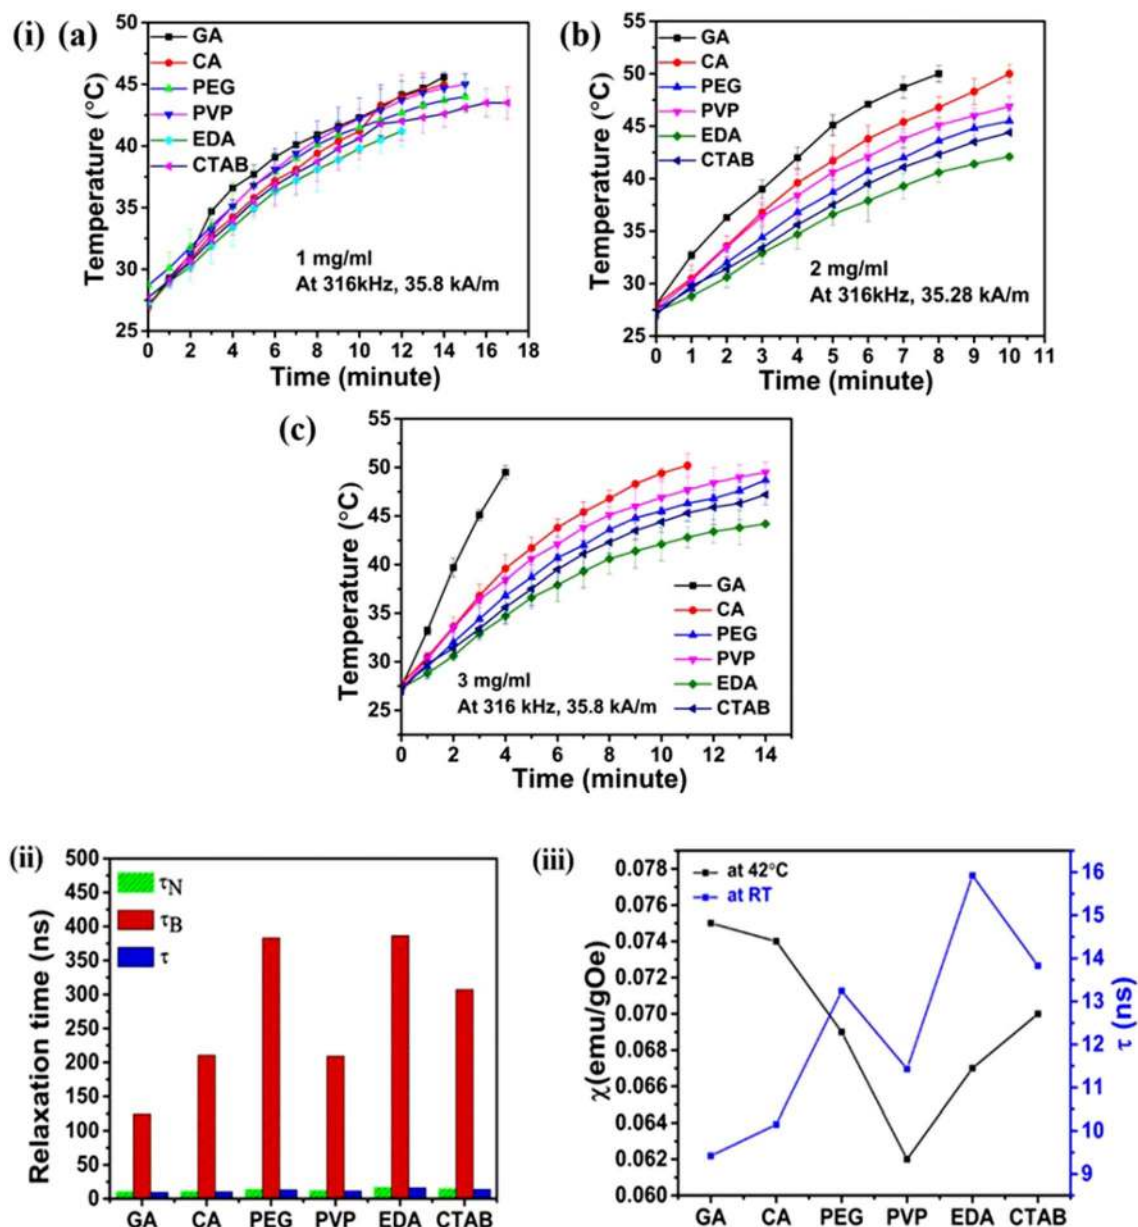 (i) (a)
50
45
40
35
30
25
Temperature (°C)
GA
CA
PEG
PVP
EDA
CTAB
1 mg/ml
At 316kHz, 35.8 kA/m
0 2 4 6 8 10 12 14 16 18
Time (minute)
(b)
55
50
45
40
35
30
25
Temperature (°C)
GA
CA
PEG
PVP
EDA
CTAB
2 mg/ml
At 316kHz, 35.28 kA/m
0 1 2 3 4 5 6 7 8 9 10 11
Time (minute)
(c)
55
50
45
40
35
30
25
Temperature (°C)
GA
CA
PEG
PVP
EDA
CTAB
3 mg/ml
At 316 kHz, 35.8 kA/m
0 2 4 6 8 10 12 14
Time (minute)
(ii)
500
450
400
350
300
250
200
150
100
50
0
Relaxation time (ns)
τN
τB
τ
GA CA PEG PVP EDA CTAB
(iii)
0.078
0.076
0.074
0.072
0.070
0.068
0.066
0.064
0.062
0.060
χ(emu/gOe)
at 42°C
at RT
16
15
14
13
12
11
10
9
τ (ns)
GA CA PEG PVP EDA CTAB